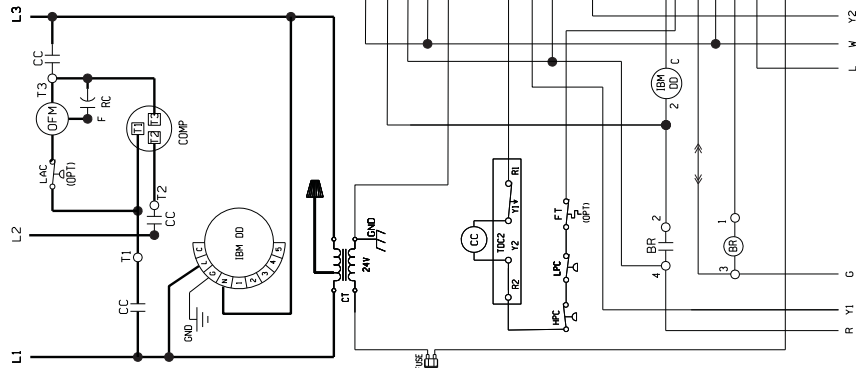 L3
CC
T3
OFM
RC
F
LAC
(OPT)
T1
T3
T2
COMP
T2
CC
L2
T1
CC
L1
IBM DD
C
L
G
N
1
2
3
4
5
GND
GND
24V
CT
CC
TDC2
R1
Y1
Y2
R2
FT
(OPT)
LPC
HPC
C
IBM
DD
2
2
BR
4
1
BR
3
Y2
W
L
G
Y1
R